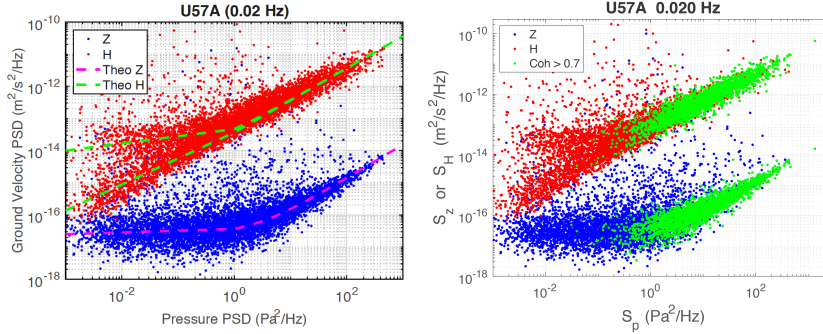 U57A (0.02 Hz)
Z
H
Theo Z
Theo H
Ground Velocity PSD (m²/s²/Hz)
10⁻¹⁰
10⁻¹²
10⁻¹⁴
10⁻¹⁶
10⁻¹⁸
10⁻² 10⁰ 10²
Pressure PSD (Pa²/Hz)
U57A 0.020 Hz
Z
H
Coh > 0.7
S_z or S_H (m²/s²/Hz)
10⁻¹⁰
10⁻¹²
10⁻¹⁴
10⁻¹⁶
10⁻¹⁸
10⁻² 10⁰ 10²
S_p (Pa²/Hz)